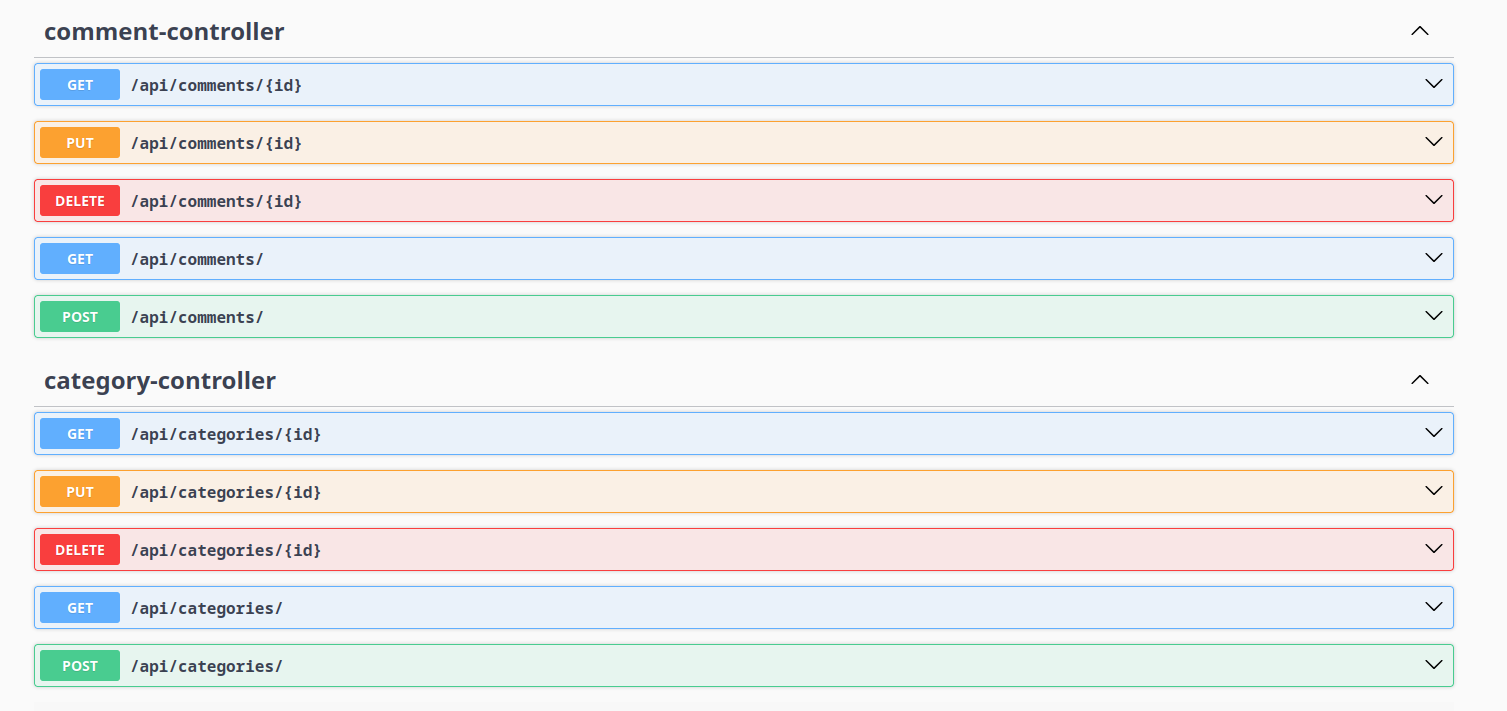 comment-controller
GET /api/comments/{id}
PUT /api/comments/{id}
DELETE /api/comments/{id}
GET /api/comments/
POST /api/comments/
category-controller
GET /api/categories/{id}
PUT /api/categories/{id}
DELETE /api/categories/{id}
GET /api/categories/
POST /api/categories/